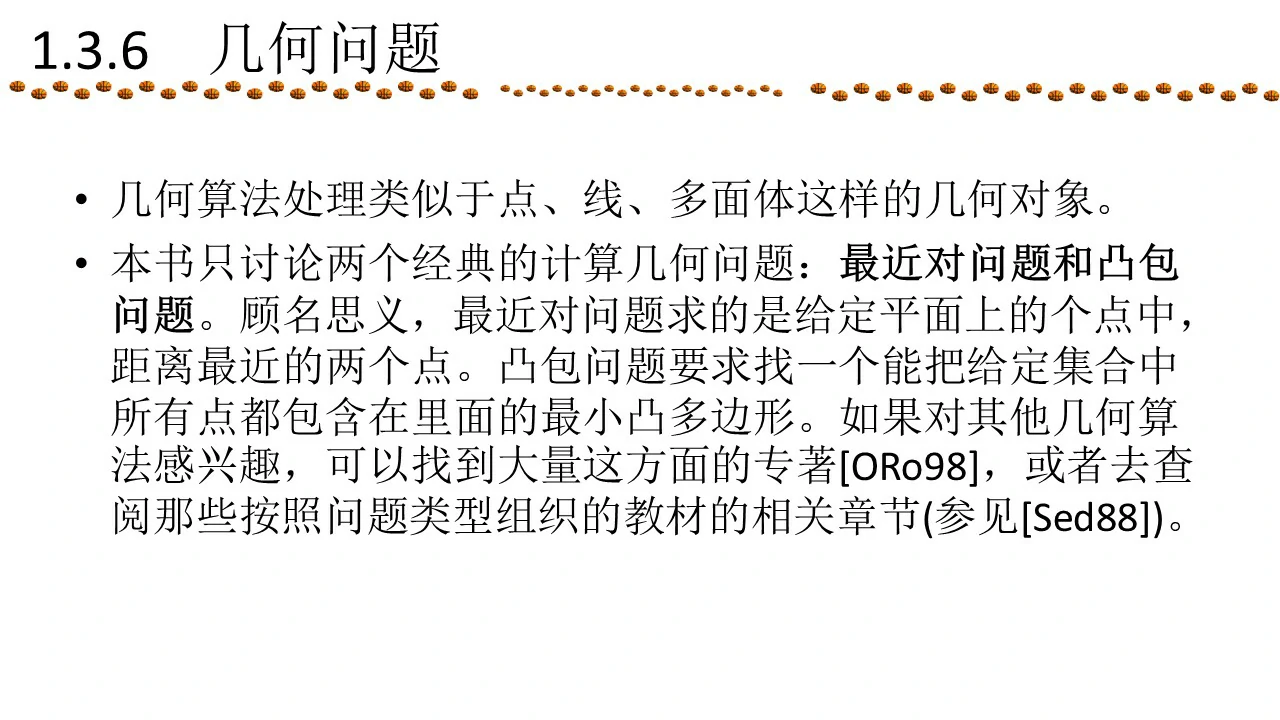 1.3.6 几何问题
• 几何算法处理类似于点、线、多面体这样的几何对象。
• 本书只讨论两个经典的计算几何问题：最近对问题和凸包
问题。顾名思义，最近对问题求的是给定平面上的个点中，
距离最近的两个点。凸包问题要求找一个能把给定集合中
所有点都包含在里面的最小凸多边形。如果对其他几何算
法感兴趣，可以找到大量这方面的专著[ORo98]，或者去查
阅那些按照问题类型组织的教材的相关章节(参见[Sed88])。